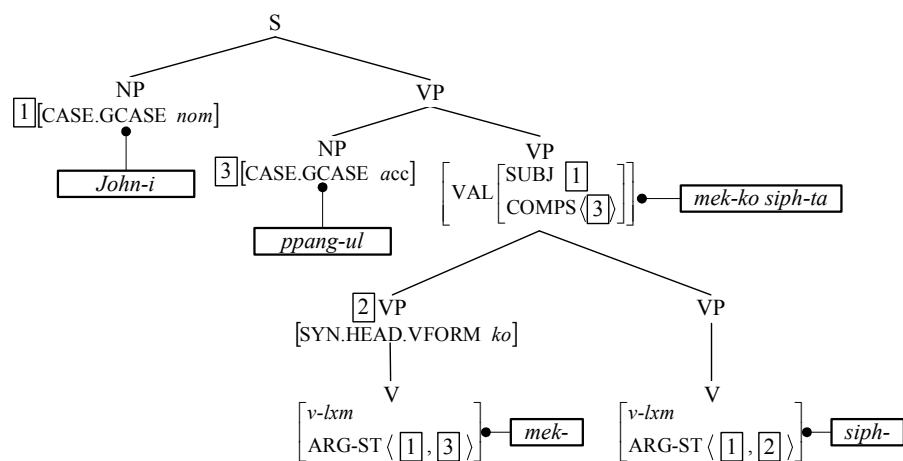 S
NP VP
1 [CASE.GCASE nom]
NP VP
John-i
3 [CASE.GCASE acc]
[VAL [SUBJ 1
COMPS ⟨3⟩]]
mek-ko siph-ta
ppang-ul
2 VP VP
[SYN.HEAD.VFORM ko]
V V
[v-lxm
ARG-ST ⟨1, 3⟩]
mek-
[v-lxm
ARG-ST ⟨1, 2⟩]
siph-